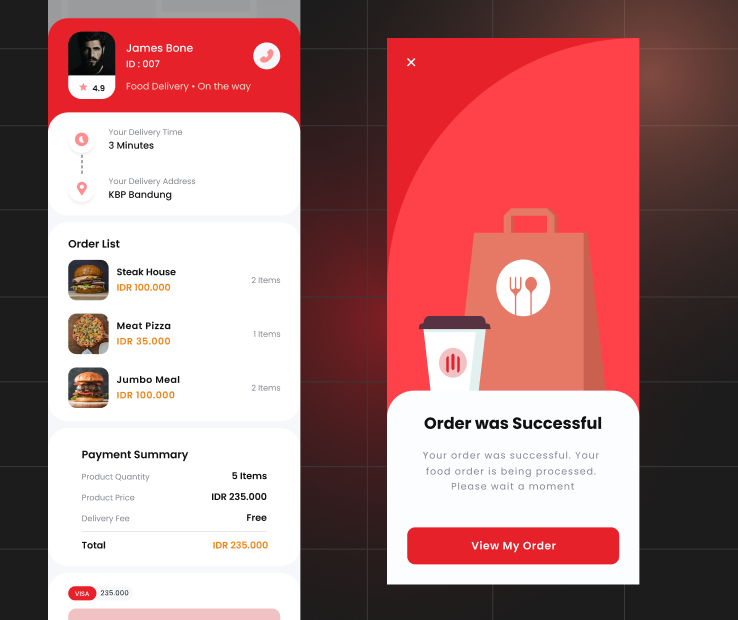 James Bone
ID : 007
4.9
Food Delivery • On the way
Your Delivery Time
3 Minutes
Your Delivery Address
KBP Bandung
Order List
Steak House
IDR 100.000
2 Items
Meat Pizza
IDR 35.000
1 Items
Jumbo Meal
IDR 100.000
2 Items
Payment Summary
Product Quantity 5 Items
Product Price IDR 235.000
Delivery Fee Free
Total IDR 235.000
VISA 235.000
Order was Successful
Your order was successful. Your
food order is being processed.
Please wait a moment
View My Order